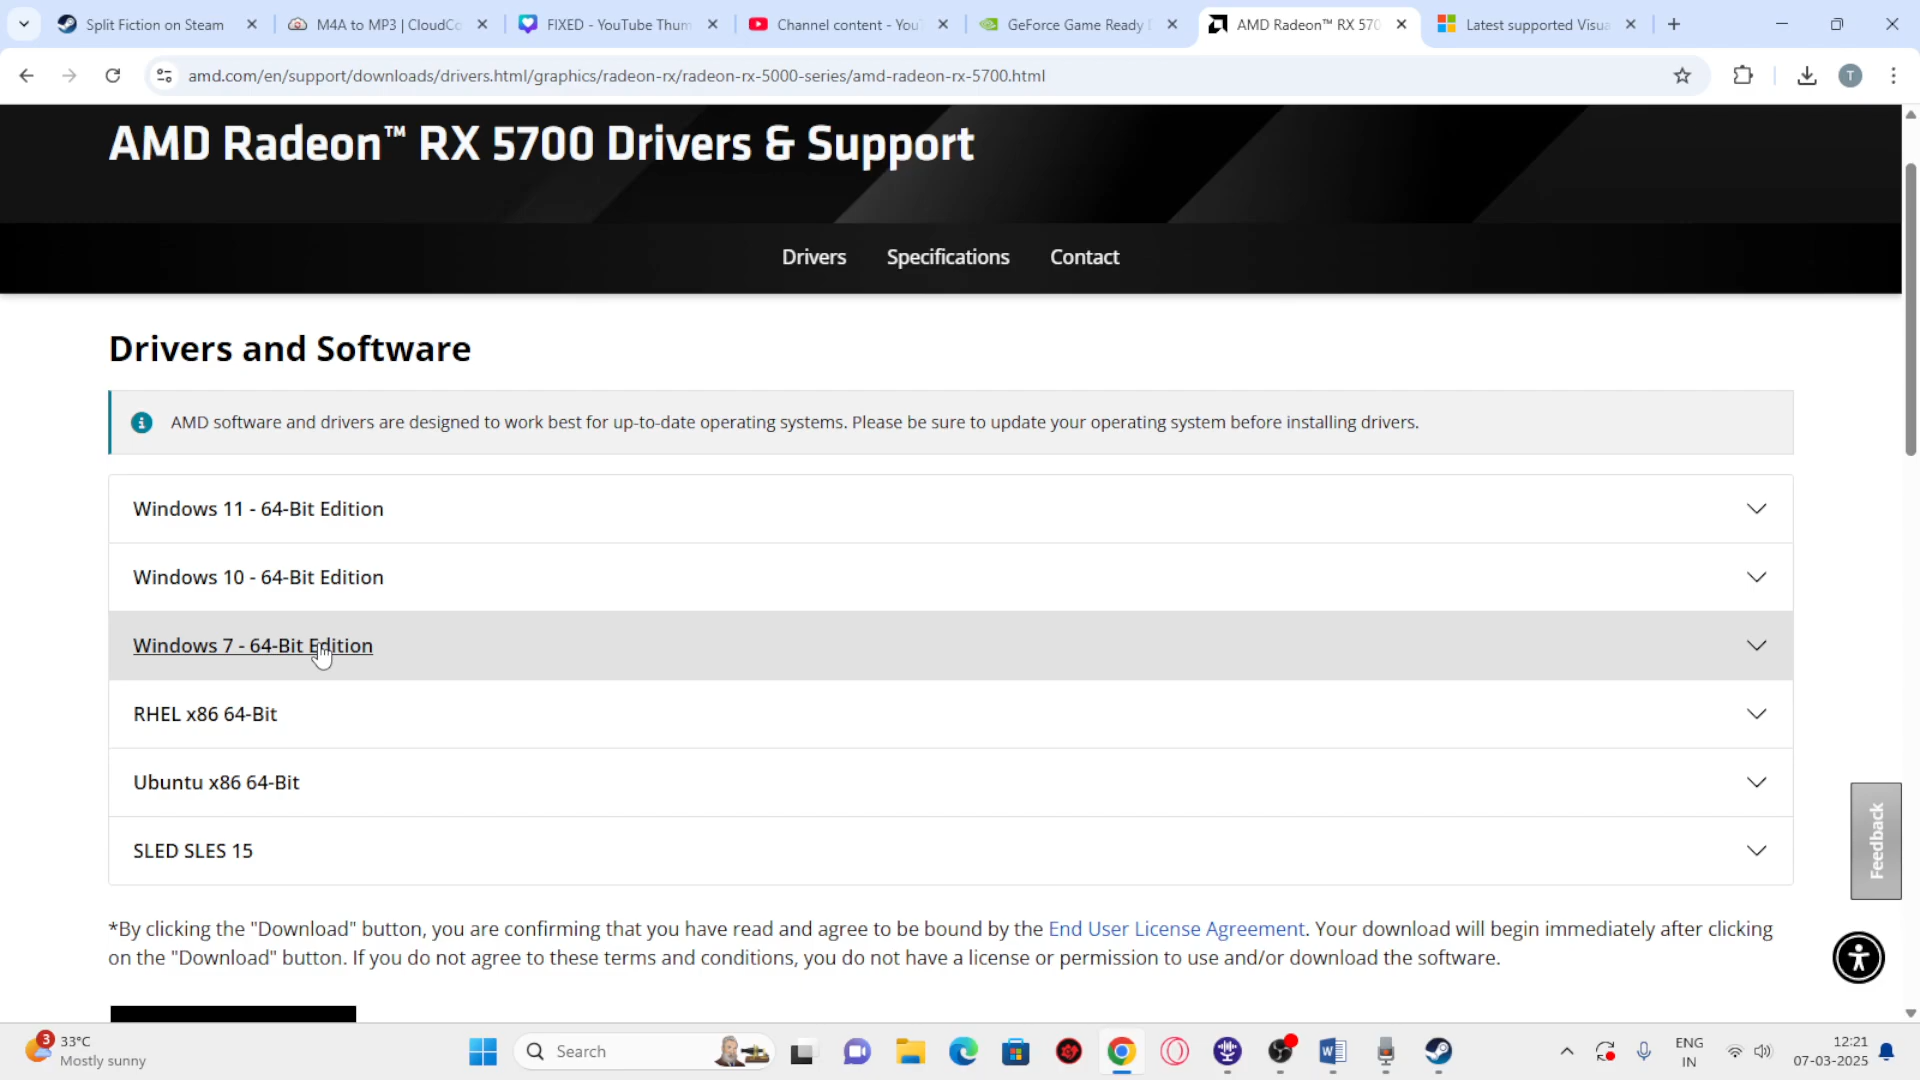 Split Fiction on Steam
M4A to MP3 | CloudCo
FIXED - YouTube Thum
Channel content - You
GeForce Game Ready D
AMD Radeon™ RX 570
Latest supported Visua
amd.com/en/support/downloads/drivers.html/graphics/radeon-rx/radeon-rx-5000-series/amd-radeon-rx-5700.html
T
AMD Radeon™ RX 5700 Drivers & Support
Drivers Specifications Contact
Drivers and Software
AMD software and drivers are designed to work best for up-to-date operating systems. Please be sure to update your operating system before installing drivers.
Windows 11 - 64-Bit Edition
Windows 10 - 64-Bit Edition
Windows 7 - 64-Bit Edition
RHEL x86 64-Bit
Ubuntu x86 64-Bit
SLED SLES 15
Feedback
*By clicking the "Download" button, you are confirming that you have read and agree to be bound by the End User License Agreement. Your download will begin immediately after clicking
on the "Download" button. If you do not agree to these terms and conditions, you do not have a license or permission to use and/or download the software.
3
33°C
Mostly sunny
Search
ENG
IN
12:21
07-03-2025